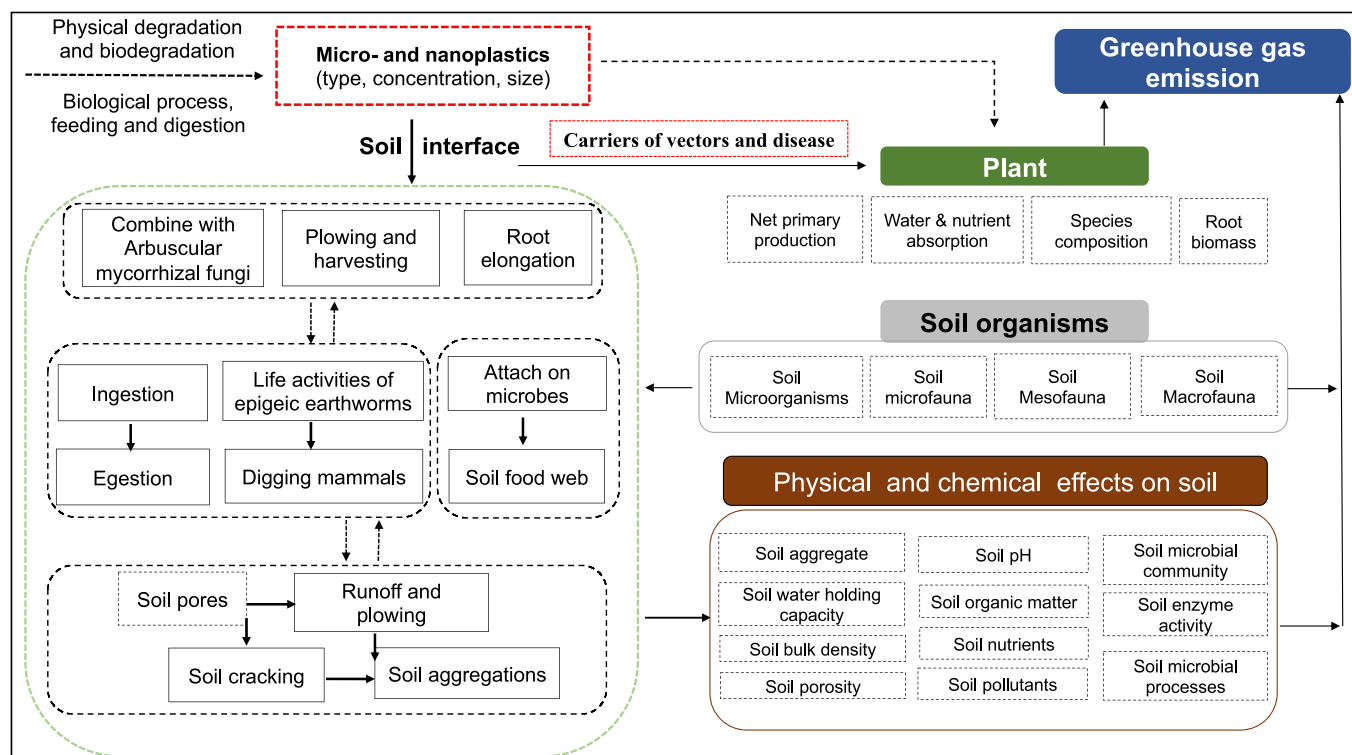 Physical degradation
and biodegradation
Biological process,
feeding and digestion
Micro- and nanoplastics
(type, concentration, size)
Greenhouse gas
emission
Soil interface
Carriers of vectors and disease
Plant
Net primary
production
Water & nutrient
absorption
Species
composition
Root
biomass
Combine with
Arbuscular
mycorrhizal fungi
Plowing and
harvesting
Root
elongation
Soil organisms
Soil
Microorganisms
Soil
microfauna
Soil
Mesofauna
Soil
Macrofauna
Ingestion
Life activities of
epigeic earthworms
Attach on
microbes
Egestion
Digging mammals
Soil food web
Physical and chemical effects on soil
Soil aggregate
Soil water holding
capacity
Soil bulk density
Soil porosity
Soil pH
Soil organic matter
Soil nutrients
Soil pollutants
Soil microbial
community
Soil enzyme
activity
Soil microbial
processes
Soil pores
Runoff and
plowing
Soil cracking
Soil aggregations